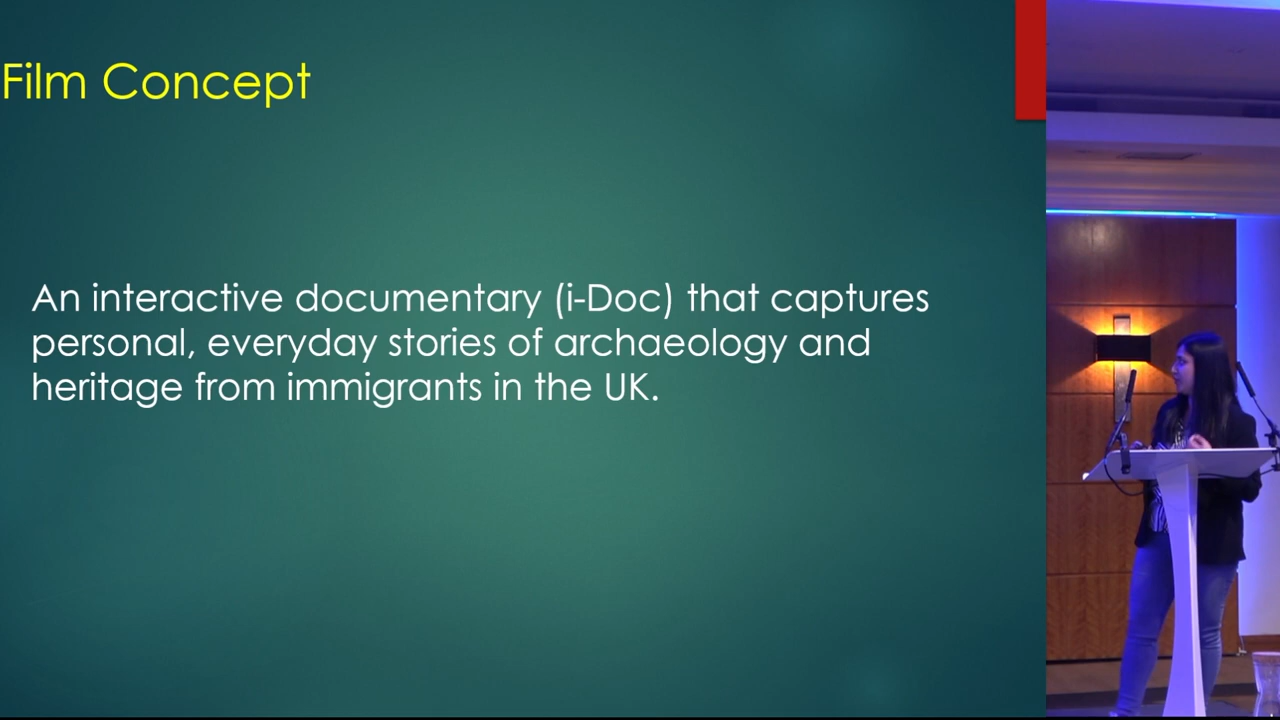 Film Concept
An interactive documentary (i-Doc) that captures
personal, everyday stories of archaeology and
heritage from immigrants in the UK.